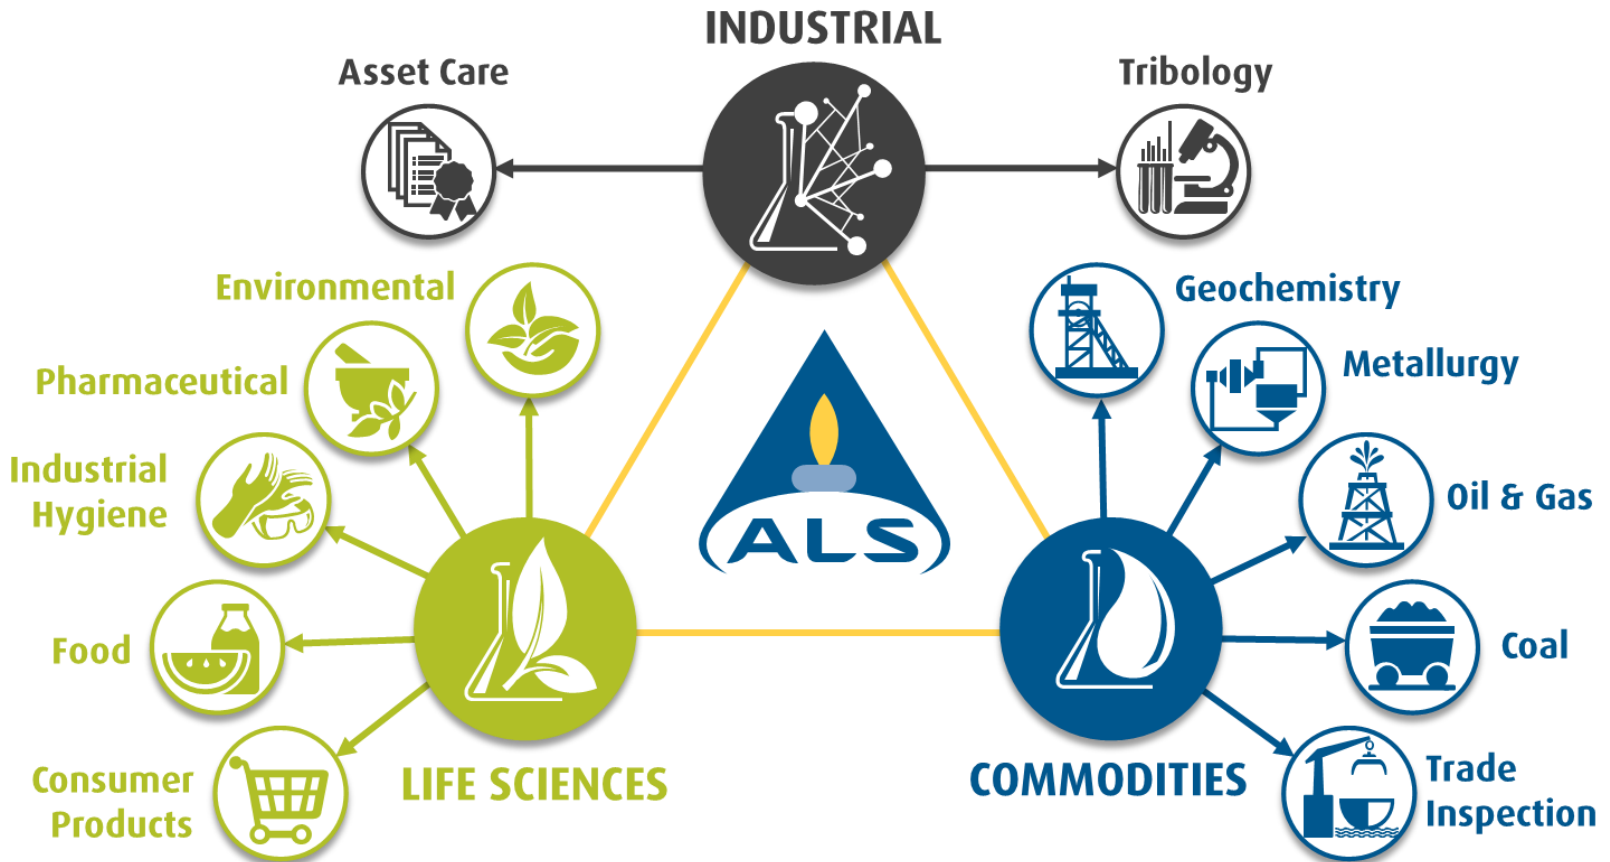 INDUSTRIAL
Asset Care
Tribology
Environmental
Geochemistry
Pharmaceutical
Metallurgy
Industrial
Hygiene
Oil & Gas
ALS
Food
Coal
Consumer
Products
LIFE SCIENCES
COMMODITIES
Trade
Inspection